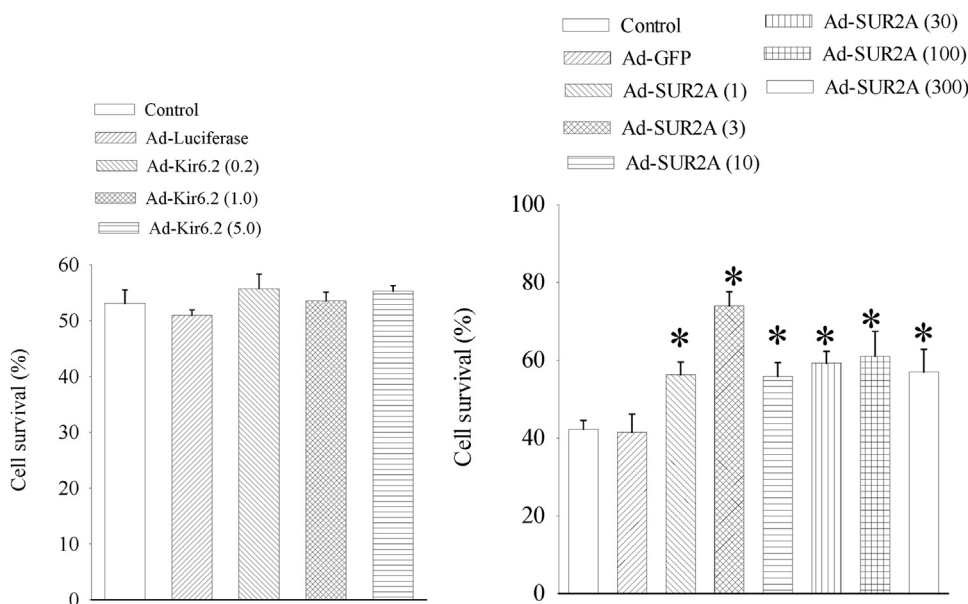 Control
Ad-Luciferase
Ad-Kir6.2 (0.2)
Ad-Kir6.2 (1.0)
Ad-Kir6.2 (5.0)
60
50
40
30
20
10
0
Cell survival (%)
Control
Ad-GFP
Ad-SUR2A (1)
Ad-SUR2A (3)
Ad-SUR2A (10)
Ad-SUR2A (30)
Ad-SUR2A (100)
Ad-SUR2A (300)
100
80
60
40
20
0
Cell survival (%)
*
*
*
*
*
*